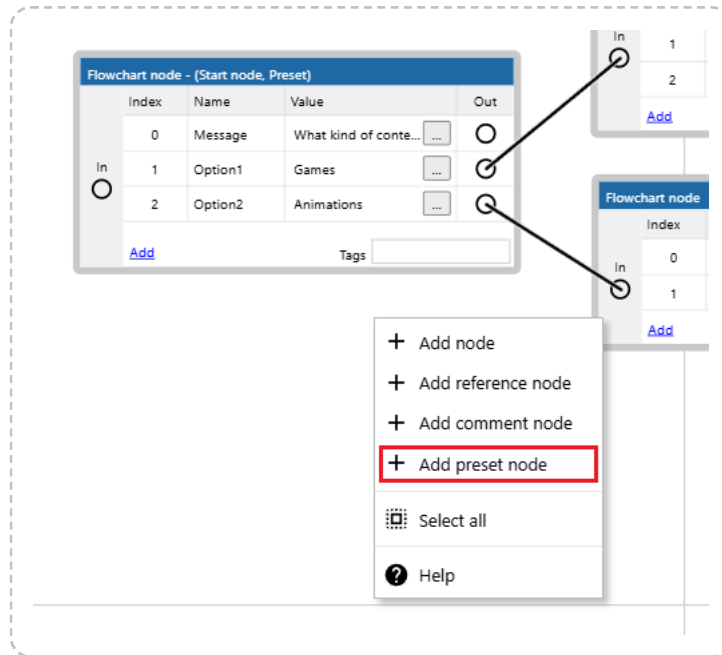 In
1
2
Add
Flowchart node - (Start node, Preset)
Index Name Value Out
0 Message What kind of conte... ...
In
1 Option1 Games ...
2 Option2 Animations ...
Add Tags
Flowchart node
Index
0
In
1
Add
+ Add node
+ Add reference node
+ Add comment node
+ Add preset node
Select all
? Help